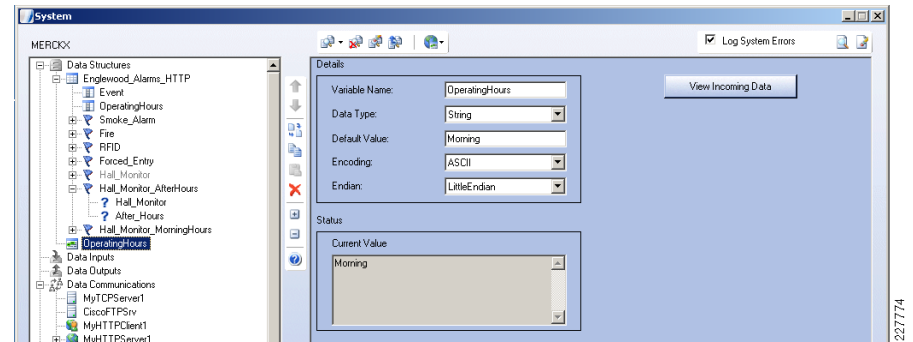 System
MERCKX
Log System Errors
Data Structures
Englewood_Alarms_HTTP
Event
OperatingHours
Smoke_Alarm
Fire
RFID
Forced_Entry
Hall_Monitor
Hall_Monitor_AfterHours
Hall_Monitor
After_Hours
Hall_Monitor_MorningHours
OperatingHours
Data Inputs
Data Outputs
Data Communications
MyTCPServer1
CiscoFTPSrv
MyHTTPClient1
MyHTTPServer1
Details
Variable Name: OperatingHours
Data Type: String
Default Value: Morning
Encoding: ASCII
Endian: LittleEndian
View Incoming Data
Status
Current Value
Morning
227774